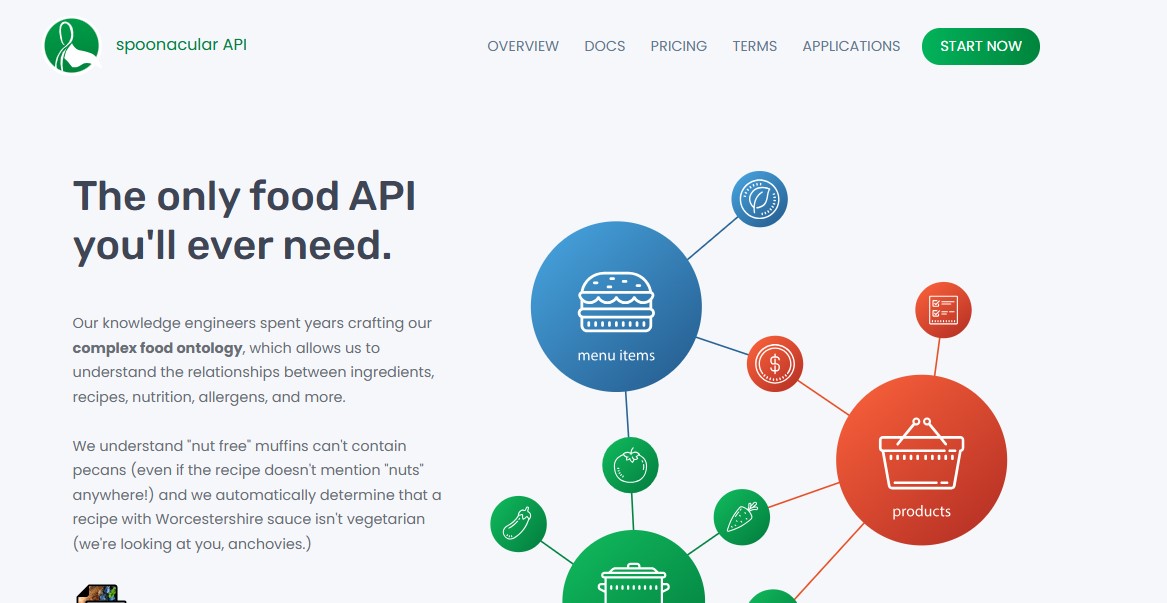 spoonacular API
OVERVIEW DOCS PRICING TERMS APPLICATIONS START NOW
The only food API
you'll ever need.
Our knowledge engineers spent years crafting our
complex food ontology, which allows us to
understand the relationships between ingredients,
recipes, nutrition, allergens, and more.
We understand "nut free" muffins can't contain
pecans (even if the recipe doesn't mention "nuts"
anywhere!) and we automatically determine that a
recipe with Worcestershire sauce isn't vegetarian
(we're looking at you, anchovies.)
menu items
$
products